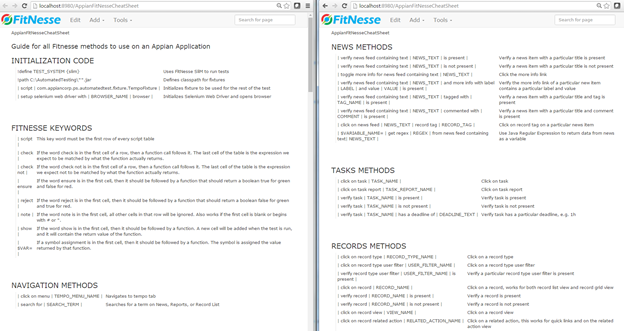 localhost:8980/AppianFitNesseCheatSheet
FitNesse Edit Add Tools Search for page
AppianFitNesseCheatSheet
Guide for all Fitnesse methods to use on an Appian Application
INITIALIZATION CODE
!define TEST_SYSTEM {slim} Uses FitNesse SliM to run tests
!path C:\AutomatedTesting\"*".jar Defines classpath for fixtures
| script | com.appiancorp.ps.automatedtest.fixture.TempoFixture | Initializes fixture to be used for the rest of the test
| setup selenium web driver with | BROWSER_NAME | browser | Initializes Selenium Web Driver and opens browser
FITNESSE KEYWORDS
| script | This key word must be the first row of every script table
| check | If the word check is in the first cell of a row, then a function call follows it. The last cell of the table is the expression we expect to be matched by what the function actually returns.
| check not | If the word check not is in the first cell of a row, then a function call follows it. The last cell of the table is the expression we do not expect to be matched by what the function actually returns.
| ensure | If the word ensure is in the first cell, then it should be followed by a function that should return a boolean true for green and false for red.
| reject | If the word reject is in the first cell, then it should be followed by a function that should return a boolean false for green and true for red.
| note | If the word note is in the first cell, all other cells in that row will be ignored. Also works if the first cell is blank or begins with # or *.
| show | If the word show is in the first cell, then it should be followed by a function. A new cell will be added when the test is run, and it will contain the return value of the function.
| $VAR= | If a symbol assignment is in the first cell, then it should be followed by a function. The symbol is assigned the value returned by that function.
NAVIGATION METHODS
| click on menu | TEMPO_MENU_NAME | Navigates to tempo tab
| search for | SEARCH_TERM | Searches for a term on News, Reports, or Record List
localhost:8980/AppianFitNesseCheatSheet
FitNesse Edit Add Tools Search for page
AppianFitNesseCheatSheet
NEWS METHODS
| verify news feed containing text | NEWS_TEXT | is present | Verify a news item with a particular title is present
| verify news feed containing text | NEWS_TEXT | is not present | Verify a news item with a particular title is not present
| toggle more info for news feed containing text | NEWS_TEXT | Click the more info link
| verify news feed containing text | NEWS_TEXT | and more info with label | LABEL | and value | VALUE | is present | Verify the more info link of a particular new item contains a particular label and value
| verify news feed containing text | NEWS_TEXT | tagged with | TAG_NAME | is present | Verify a news item with a particular title and tag is present
| verify news feed containing text | NEWS_TEXT | commented with | COMMENT | is present | Verify a news item with a particular title and comment is present
| click on news feed | NEWS_TEXT | record tag | RECORD_TAG | Click on record tag on a particular news item
| $VARIABLE_NAME= | get regex | REGEX | from news feed containing text| NEWS_TEXT | Use Java Regular Expression to return data from news as a variable
TASKS METHODS
| click on task | TASK_NAME | Click on task
| click on task report | TASK_REPORT_NAME | Click on task report
| verify task | TASK_NAME | is present | Verify task is present
| verify task | TASK_NAME | is not present | Verify task is not present
| verify task | TASK_NAME | has a deadline of | DEADLINE_TEXT | Verify task has a particular deadline, e.g. 1h
RECORDS METHODS
| click on record type | RECORD_TYPE_NAME | Click on a record type
| click on record type user filter | USER_FILTER_NAME | Click on a record type user filter
| verify record type user filter | USER_FILTER_NAME | is present | Verify a particular record type user filter is present
| click on record | RECORD_NAME | Click on record, works for both record list view and record grid view
| verify record | RECORD_NAME | is present | Verify a record is present
| verify record | RECORD_NAME | is not present | Verify a record is not present
| click on record view | VIEW_NAME | Click on a record view
| click on record related action | RELATED_ACTION_NAME | Click on a related action, this works for quick links and on the related action view